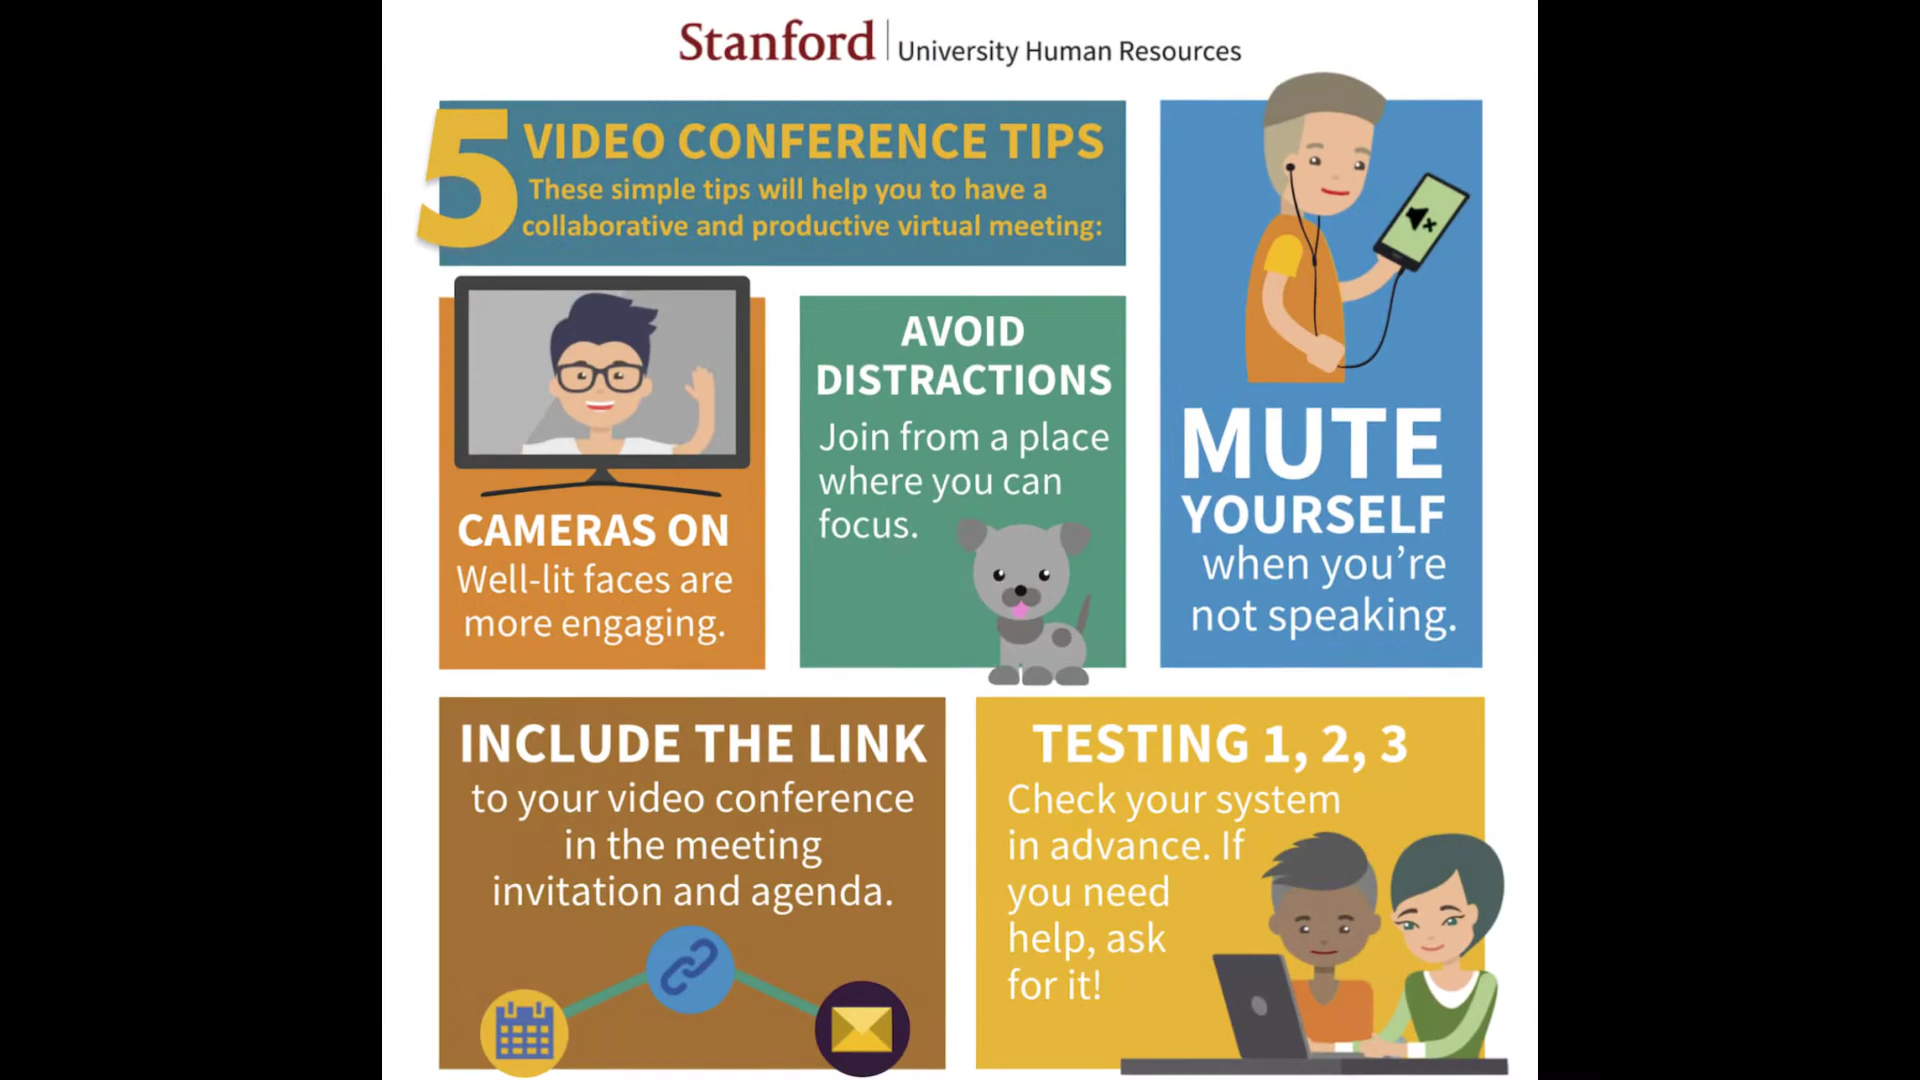 Stanford | University Human Resources
5 VIDEO CONFERENCE TIPS
These simple tips will help you to have a
collaborative and productive virtual meeting:
CAMERAS ON
Well-lit faces are
more engaging.
AVOID
DISTRACTIONS
Join from a place
where you can
focus.
MUTE
YOURSELF
when you’re
not speaking.
INCLUDE THE LINK
to your video conference
in the meeting
invitation and agenda.
TESTING 1, 2, 3
Check your system
in advance. If
you need
help, ask
for it!